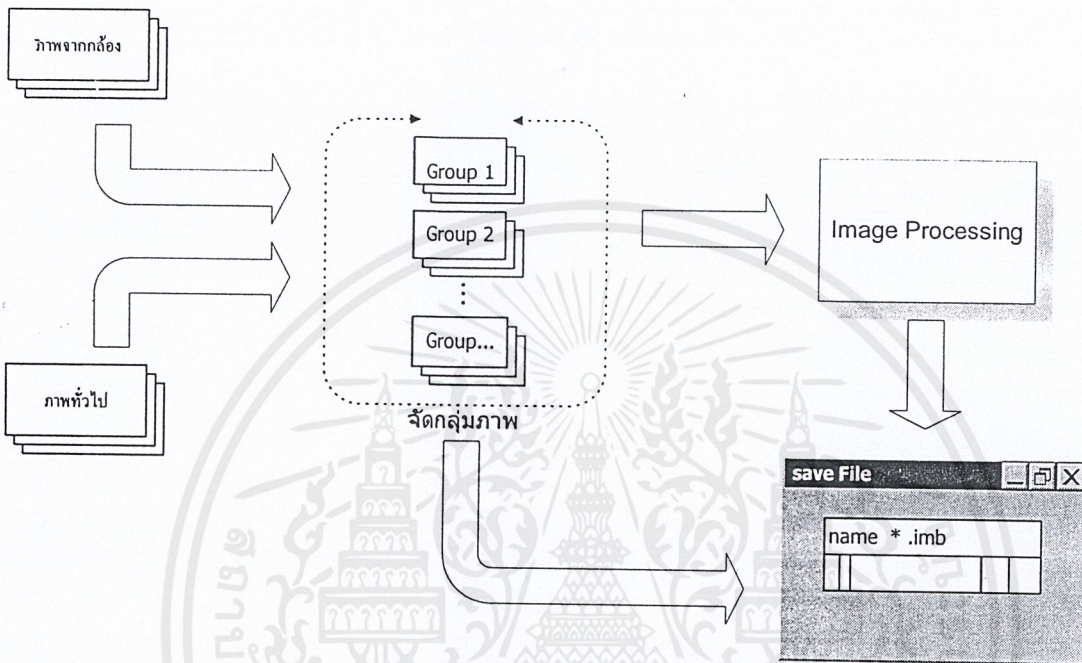 ภาพจากกล้อง
Group 1
Group 2
Group...
จัดกลุ่มภาพ
ภาพทั่วไป
Image Processing
save File
name * .imb